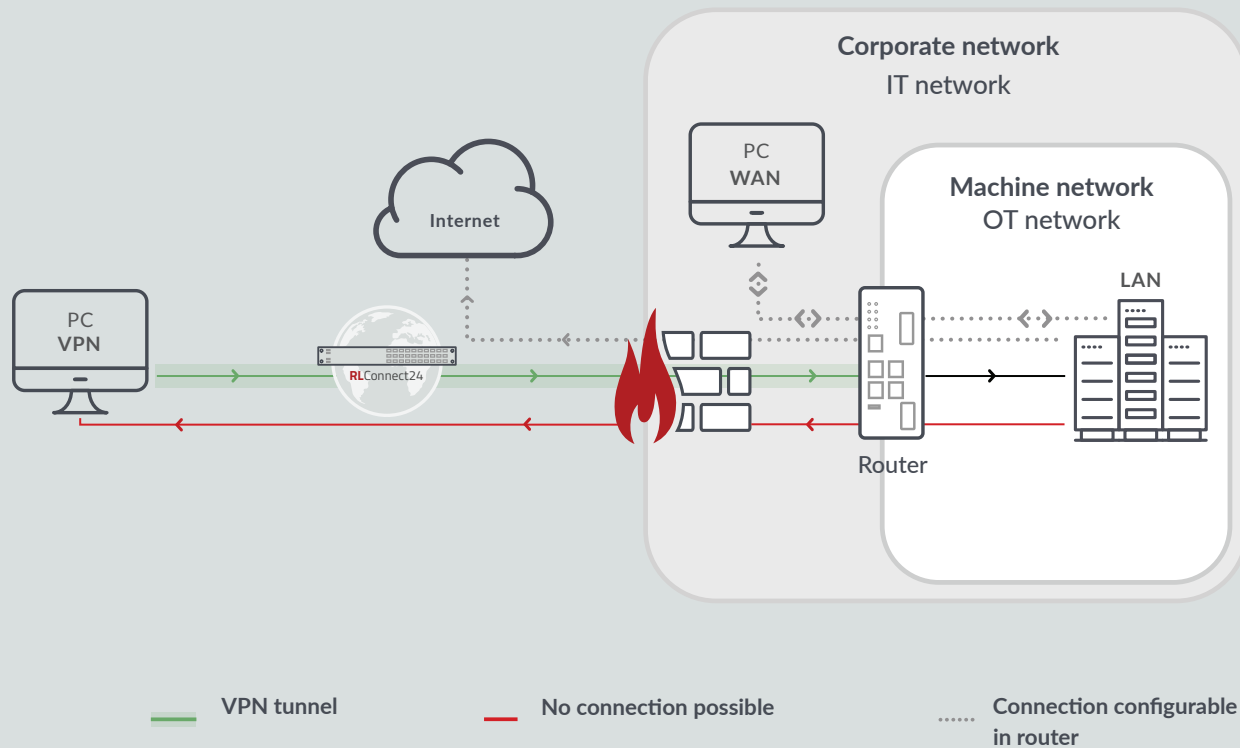 Corporate network
IT network
PC
WAN
Machine network
OT network
Internet
LAN
PC
VPN
RLConnect24
Router
VPN tunnel
No connection possible
Connection configurable
in router